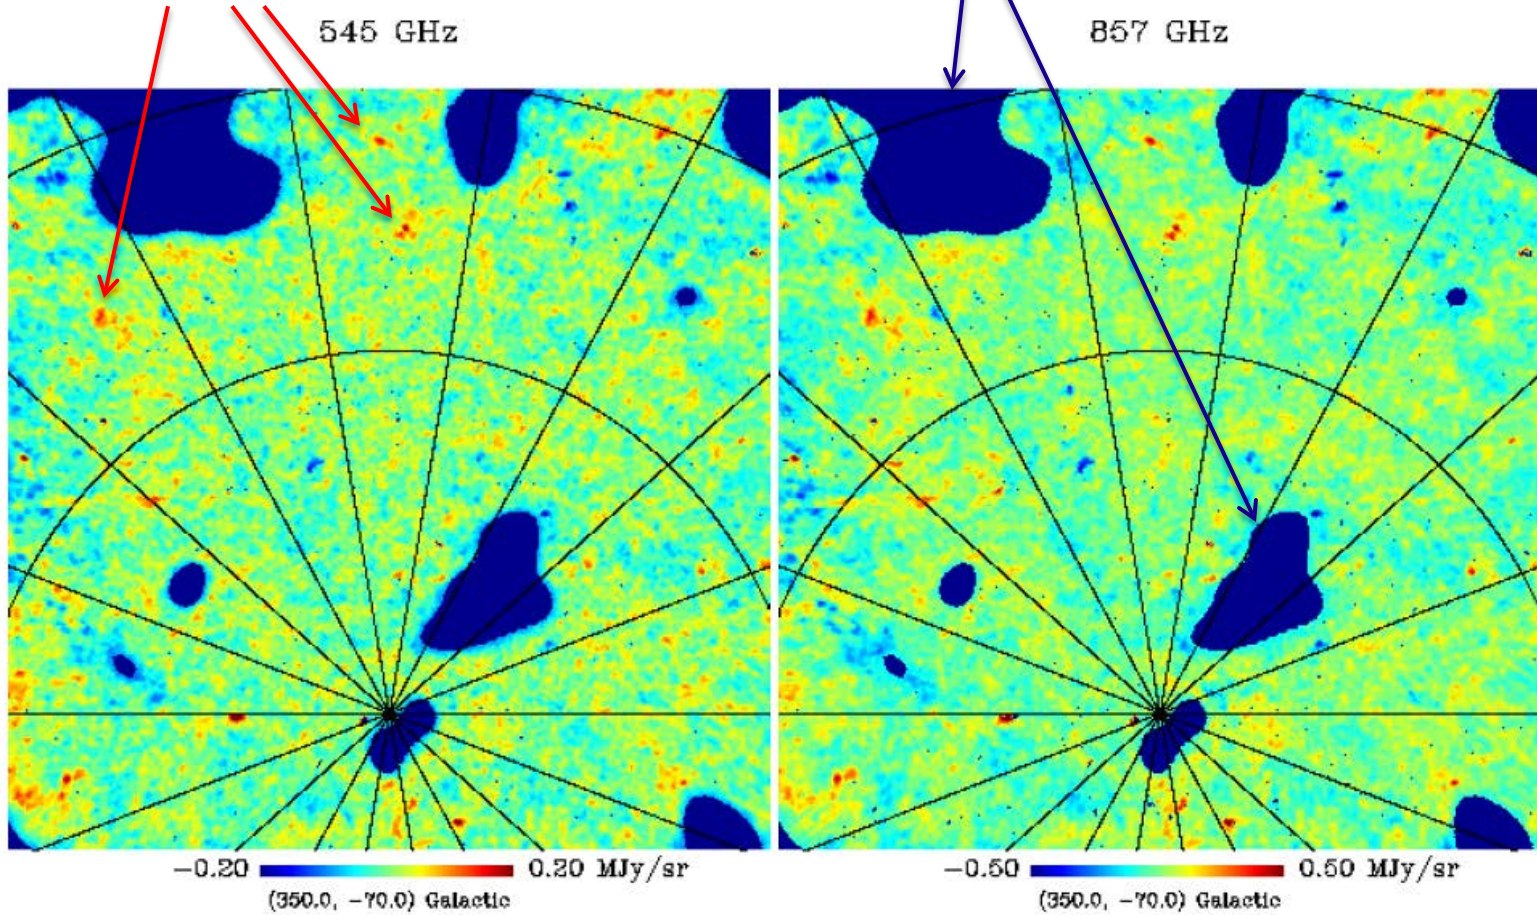 545 GHz
857 GHz
−0.20 0.20 MJy/sr
(350.0, −70.0) Galactic
−0.50 0.50 MJy/sr
(350.0, −70.0) Galactic